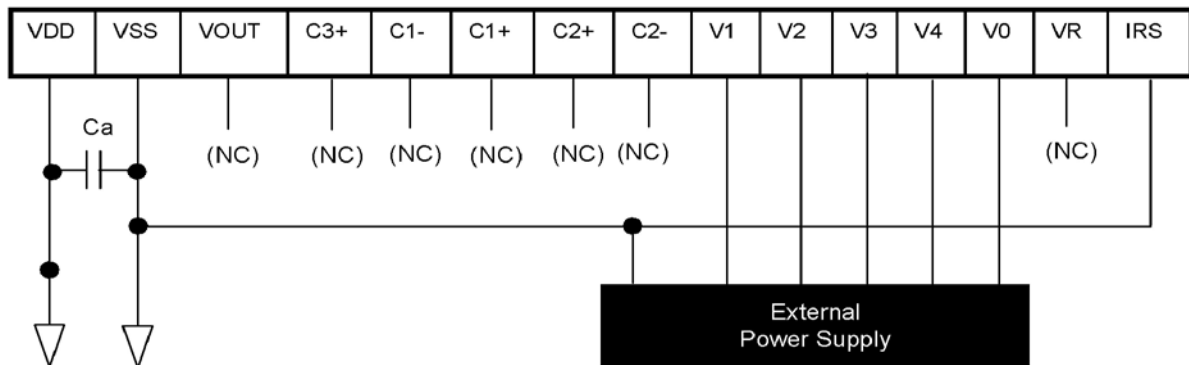 VDD VSS VOUT C3+ C1- C1+ C2+ C2- V1 V2 V3 V4 V0 VR IRS
Ca
(NC) (NC) (NC) (NC) (NC) (NC) (NC)
External
Power Supply